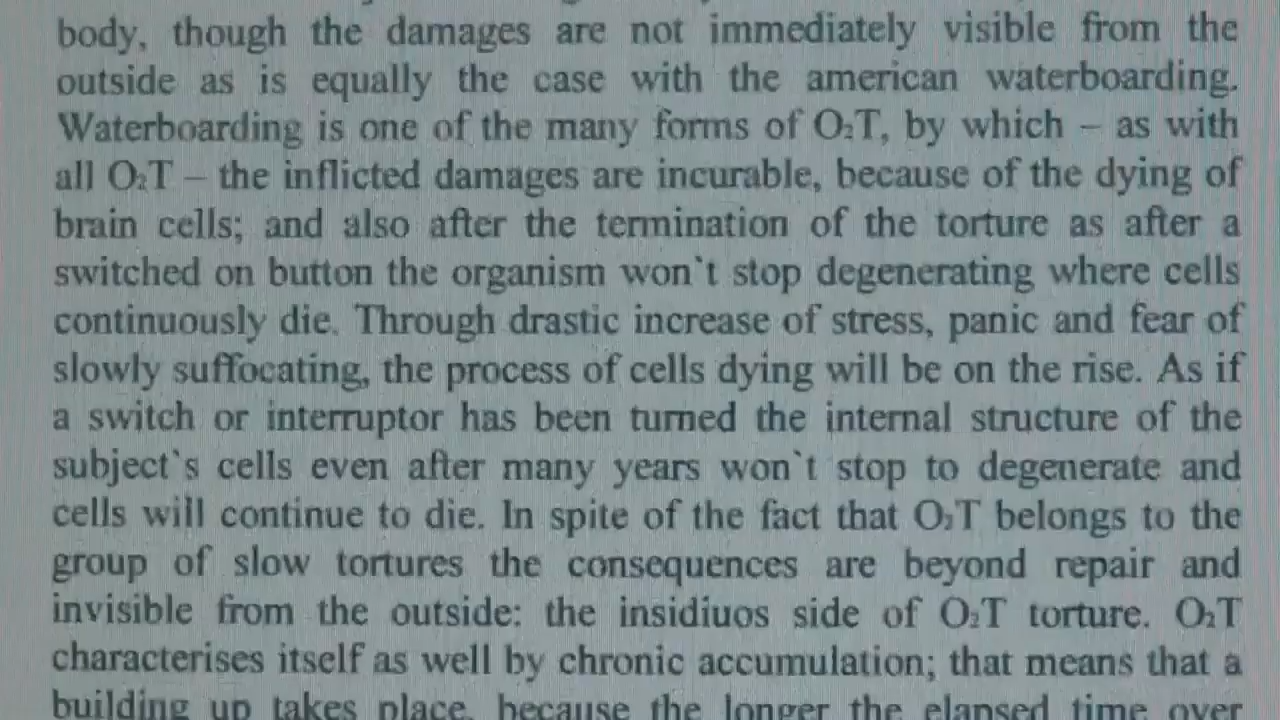 body, though the damages are not immediately visible from the
outside as is equally the case with the american waterboarding.
Waterboarding is one of the many forms of O₂T, by which – as with
all O₂T – the inflicted damages are incurable, because of the dying of
brain cells; and also after the termination of the torture as after a
switched on button the organism won`t stop degenerating where cells
continuously die. Through drastic increase of stress, panic and fear of
slowly suffocating, the process of cells dying will be on the rise. As if
a switch or interruptor has been turned the internal structure of the
subject`s cells even after many years won`t stop to degenerate and
cells will continue to die. In spite of the fact that O₂T belongs to the
group of slow tortures the consequences are beyond repair and
invisible from the outside: the insidiuos side of O₂T torture. O₂T
characterises itself as well by chronic accumulation; that means that a
building up takes place, because the longer the elapsed time over